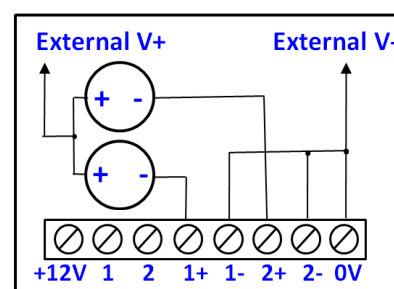 External V+ External V-
+ -
+ -
+12V 1 2 1+ 1- 2+ 2- 0V